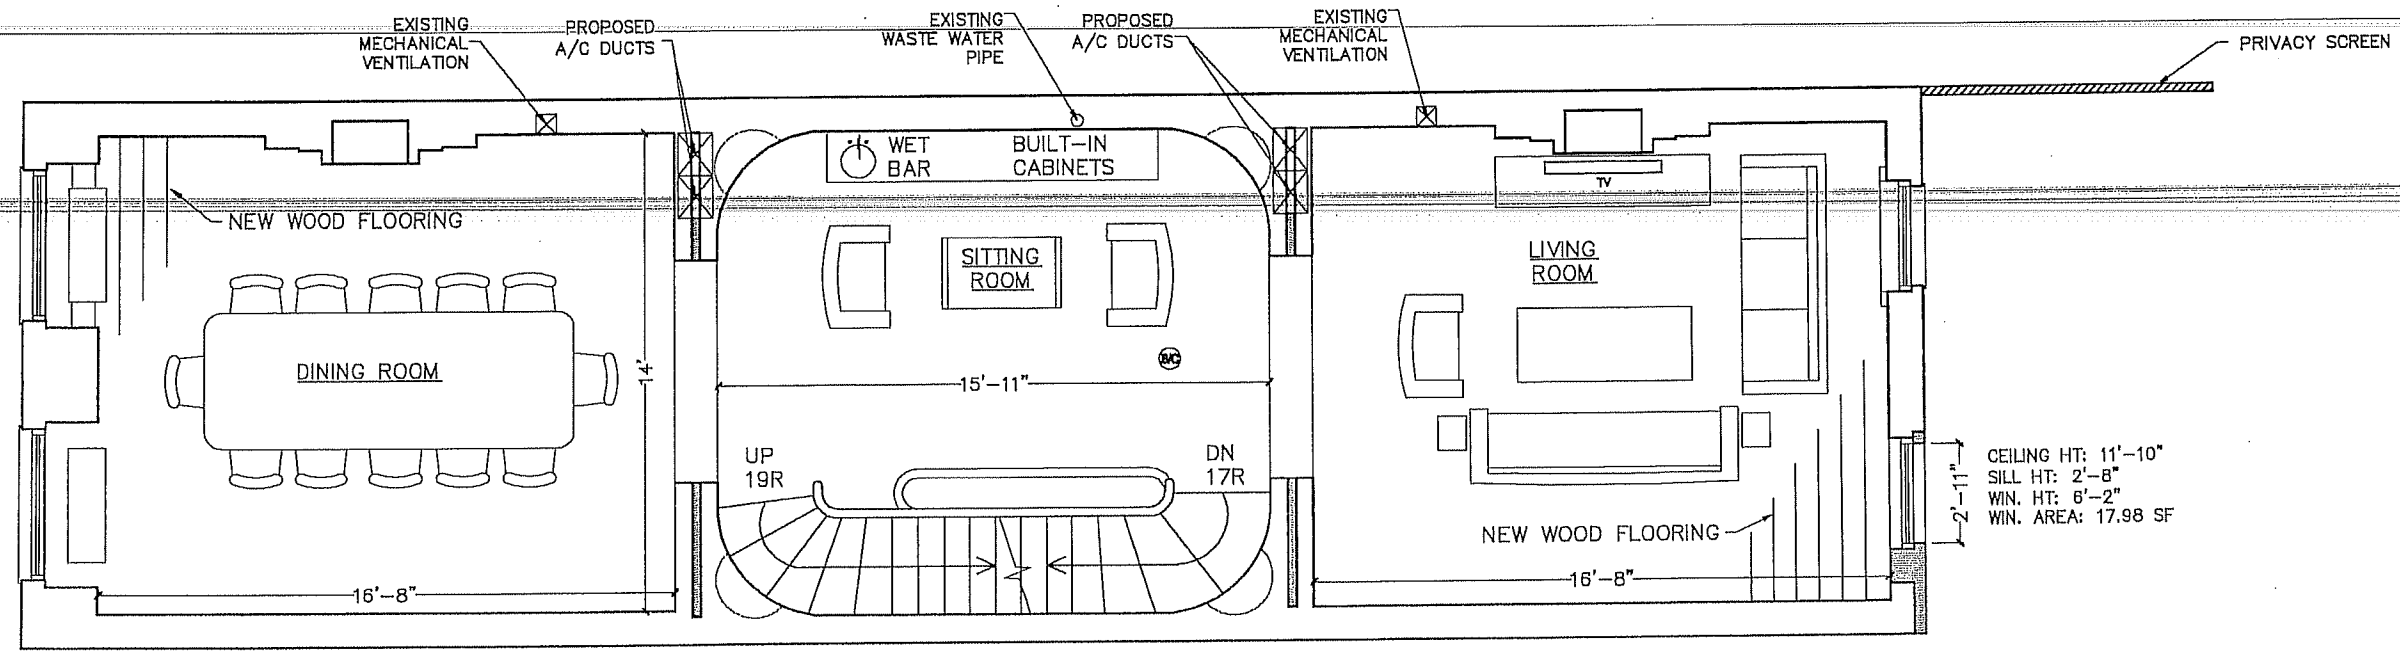 EXISTING
MECHANICAL
VENTILATION
PROPOSED
A/C DUCTS
EXISTING
WASTE WATER
PIPE
PROPOSED
A/C DUCTS
EXISTING
MECHANICAL
VENTILATION
PRIVACY SCREEN
WET
BAR
BUILT-IN
CABINETS
TV
NEW WOOD FLOORING
SITTING
ROOM
LIVING
ROOM
DINING ROOM
14'
15'-11"
UP
19R
DN
17R
2'-11"
CEILING HT: 11'-10"
SILL HT: 2'-8"
WIN. HT: 6'-2"
WIN. AREA: 17.98 SF
NEW WOOD FLOORING
16'-8"
16'-8"